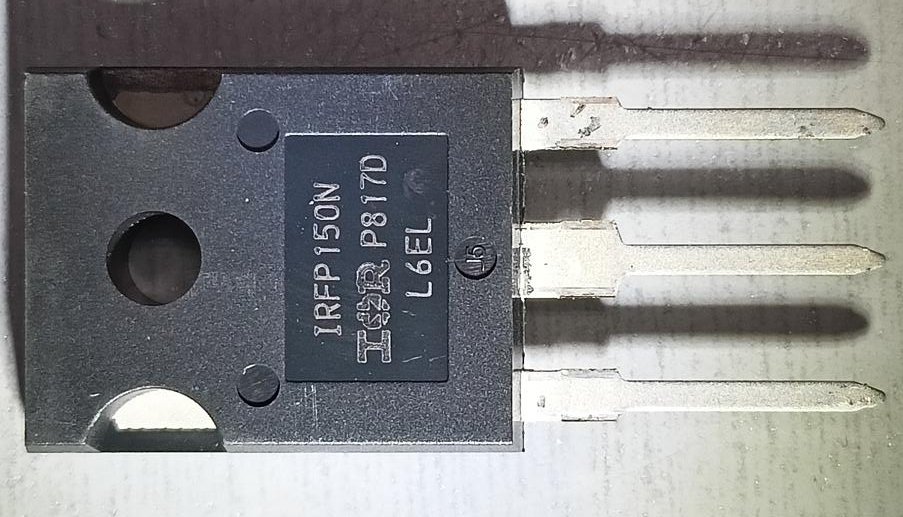 IRFP150N
IOR P817D
L6EL